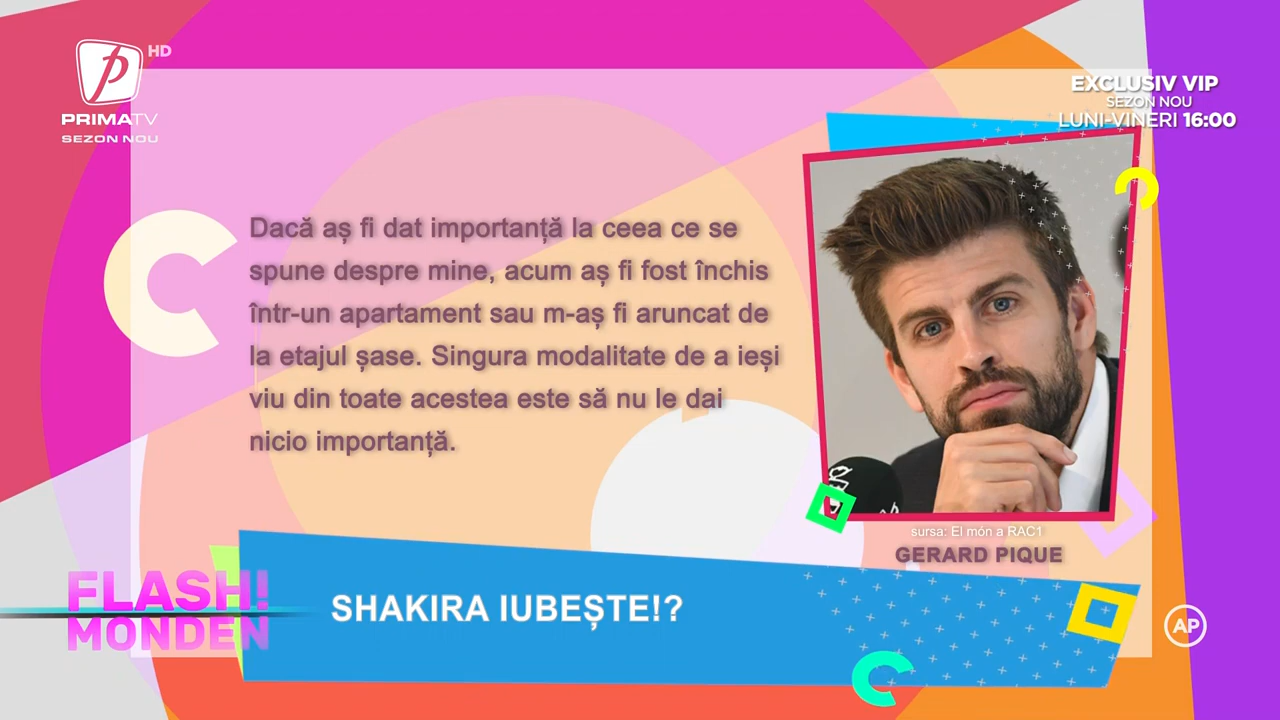 HD
PRIMATV
SEZON NOU
EXCLUSIV VIP
SEZON NOU
LUNI-VINERI 16:00
Dacă aș fi dat importanță la ceea ce se
spune despre mine, acum aș fi fost închis
într-un apartament sau m-aș fi aruncat de
la etajul șase. Singura modalitate de a ieși
viu din toate acestea este să nu le dai
nicio importanță.
sursa: El món a RAC1
GERARD PIQUE
FLASH!
MONDEN
SHAKIRA IUBEȘTE!?
AP